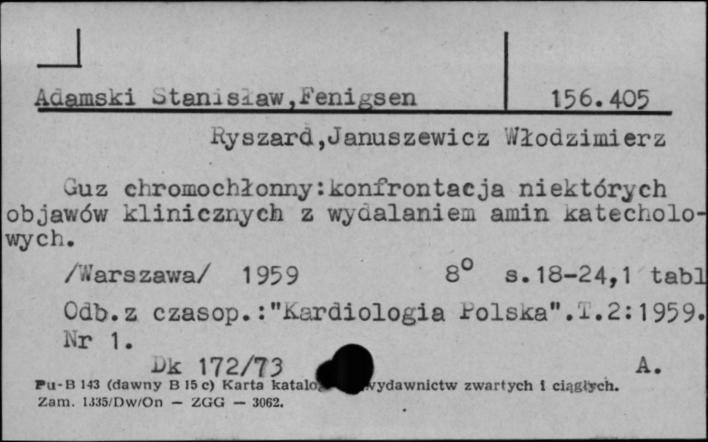 Adamski Stanisław,Fenigsen 156.405
Ryszard,Januszewicz Włodzimierz
Guz chromochłonny:konfrontacja niektórych
objawów klinicznych z wydalaniem amin katecholo-
wych.
/Warszawa/ 1959 8° s.18-24,1 tabl
Odb.z czasop.:"Kardiologia Polska".T.2:1959.
Nr 1.
Dk 172/73 A.
Pu-B 143 (dawny B 15 c) Karta katalo wydawnictw zwartych i ciągłych.
Zam. 1335/Dw/On — ZGG — 3062.